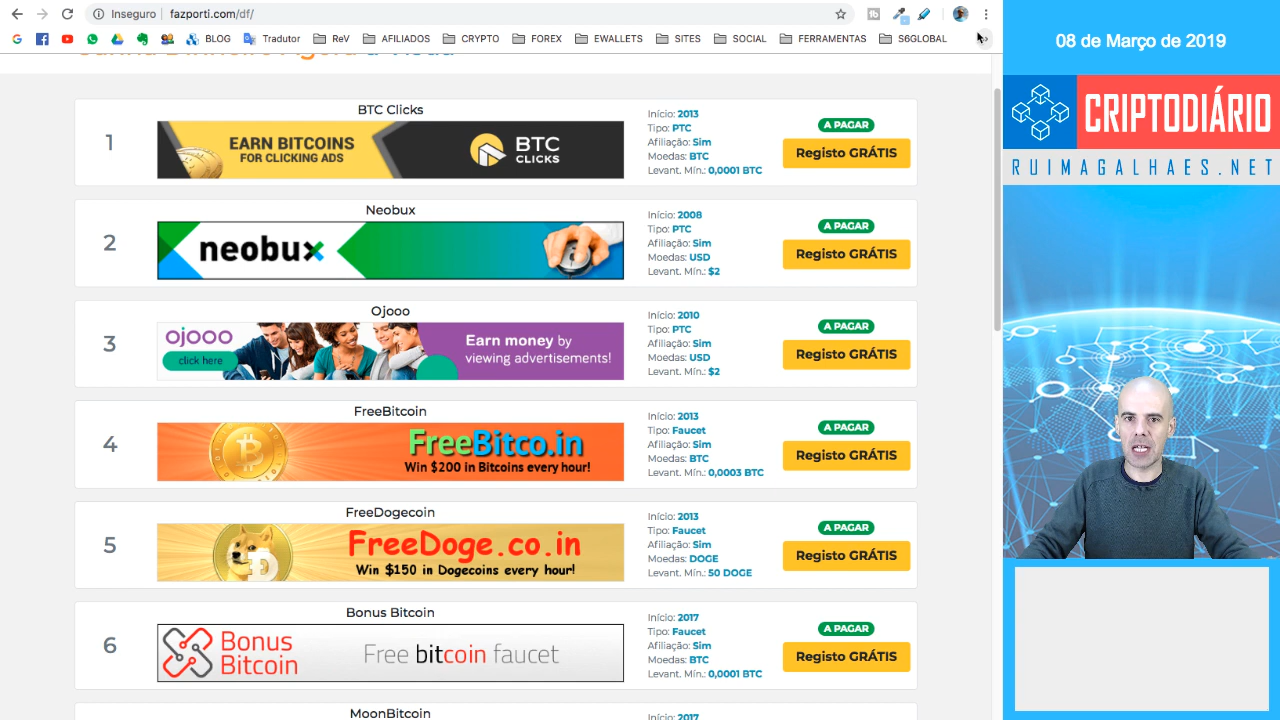 Inseguro | fazporti.com/df/
BLOG
Tradutor
ReV
AFILIADOS
CRYPTO
FOREX
EWALLETS
SITES
SOCIAL
FERRAMENTAS
S6GLOBAL
08 de Março de 2019
CRIPTODIÁRIO
RUIMAGALHAES.NET
1
BTC Clicks
EARN BITCOINS
FOR CLICKING ADS
BTC
CLICKS
Início: 2013
Tipo: PTC
Afiliação: Sim
Moedas: BTC
Levant. Mín.: 0,0001 BTC
A PAGAR
Registo GRÁTIS
2
Neobux
neobux
Início: 2008
Tipo: PTC
Afiliação: Sim
Moedas: USD
Levant. Mín.: $2
A PAGAR
Registo GRÁTIS
3
Ojooo
ojooo
click here
Earn money by
viewing advertisements!
Início: 2010
Tipo: PTC
Afiliação: Sim
Moedas: USD
Levant. Mín.: $2
A PAGAR
Registo GRÁTIS
4
FreeBitcoin
FreeBitco.in
Win $200 in Bitcoins every hour!
Início: 2013
Tipo: Faucet
Afiliação: Sim
Moedas: BTC
Levant. Mín.: 0,0003 BTC
A PAGAR
Registo GRÁTIS
5
FreeDogecoin
FreeDoge.co.in
Win $150 in Dogecoins every hour!
Início: 2013
Tipo: Faucet
Afiliação: Sim
Moedas: DOGE
Levant. Mín.: 50 DOGE
A PAGAR
Registo GRÁTIS
6
Bonus Bitcoin
Bonus
Bitcoin
Free bitcoin faucet
Início: 2017
Tipo: Faucet
Afiliação: Sim
Moedas: BTC
Levant. Mín.: 0,0001 BTC
A PAGAR
Registo GRÁTIS
MoonBitcoin
Início: 2017